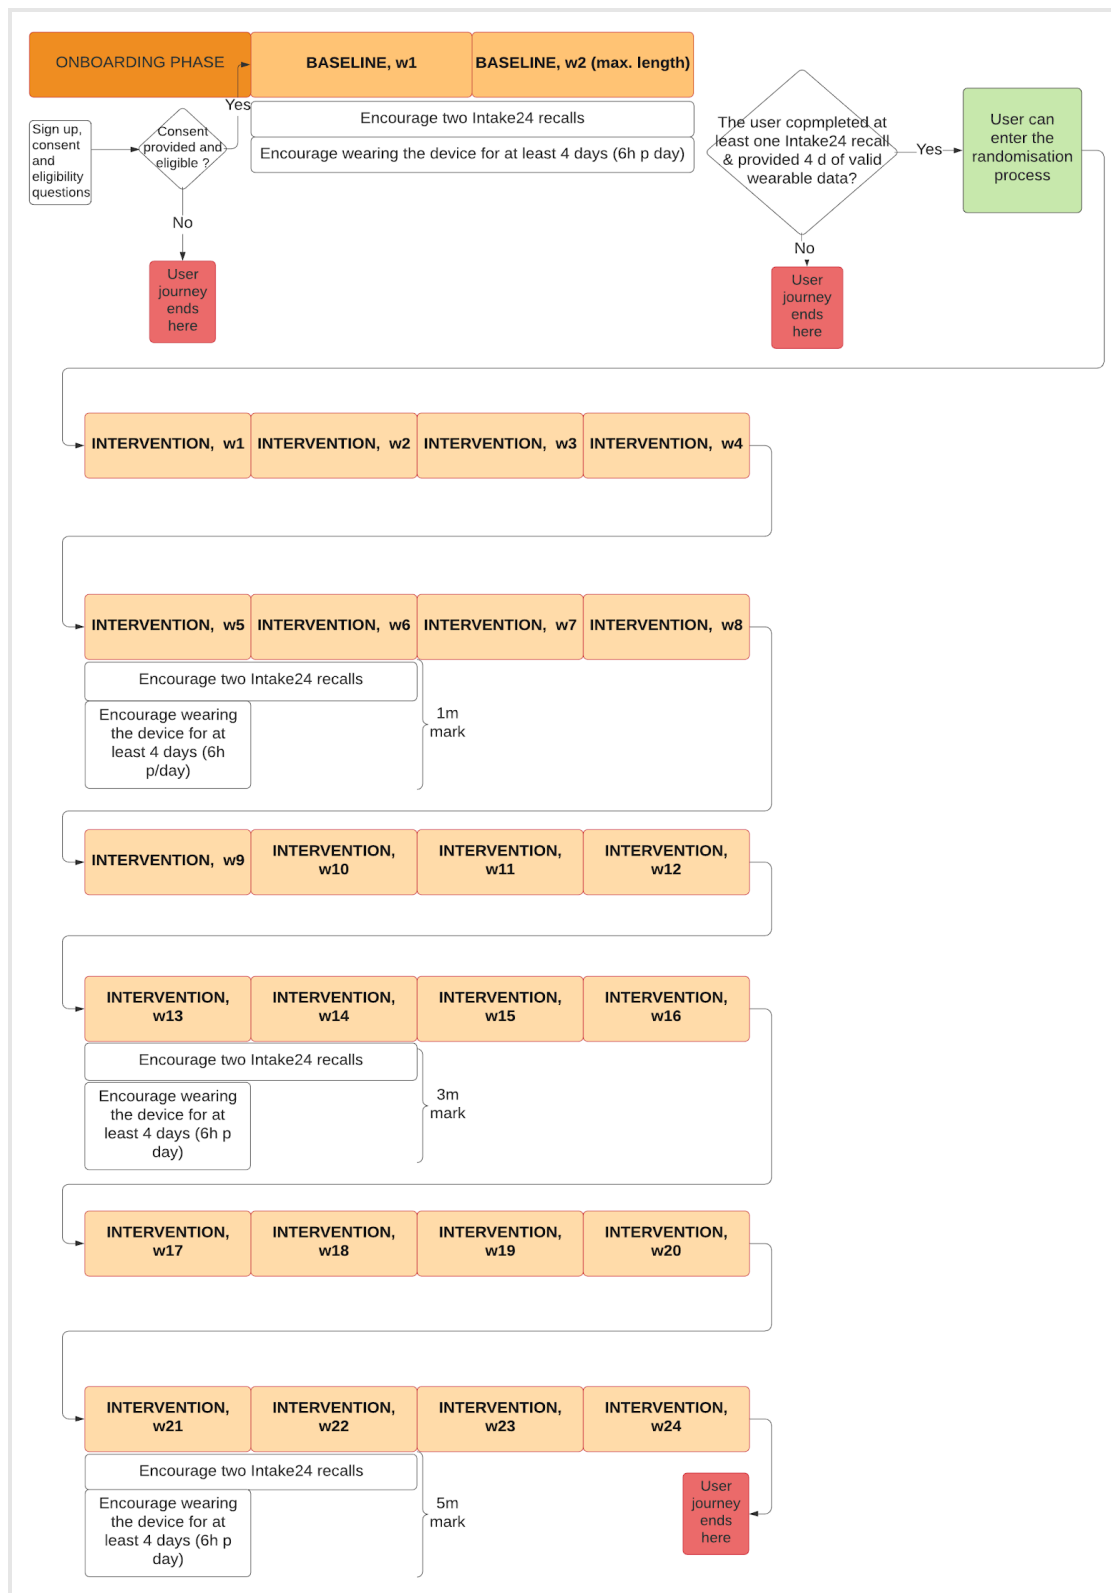 ONBOARDING PHASE
BASELINE, w1
BASELINE, w2 (max. length)
Yes
Encourage two Intake24 recalls
Encourage wearing the device for at least 4 days (6h p day)
Sign up,
consent
and
eligibility
questions
Consent
provided and
eligible ?
No
User
journey
ends
here
The user copmpleted at
least one Intake24 recall
& provided 4 d of valid
wearable data?
Yes
User can
enter the
randomisation
process
No
User
journey
ends
here
INTERVENTION, w1
INTERVENTION, w2
INTERVENTION, w3
INTERVENTION, w4
INTERVENTION, w5
INTERVENTION, w6
INTERVENTION, w7
INTERVENTION, w8
Encourage two Intake24 recalls
Encourage wearing
the device for at
least 4 days (6h
p/day)
1m
mark
INTERVENTION, w9
INTERVENTION,
w10
INTERVENTION,
w11
INTERVENTION,
w12
INTERVENTION,
w13
INTERVENTION,
w14
INTERVENTION,
w15
INTERVENTION,
w16
Encourage two Intake24 recalls
Encourage wearing
the device for at
least 4 days (6h p
day)
3m
mark
INTERVENTION,
w17
INTERVENTION,
w18
INTERVENTION,
w19
INTERVENTION,
w20
INTERVENTION,
w21
INTERVENTION,
w22
INTERVENTION,
w23
INTERVENTION,
w24
Encourage two Intake24 recalls
Encourage wearing
the device for at
least 4 days (6h p
day)
5m
mark
User
journey
ends
here